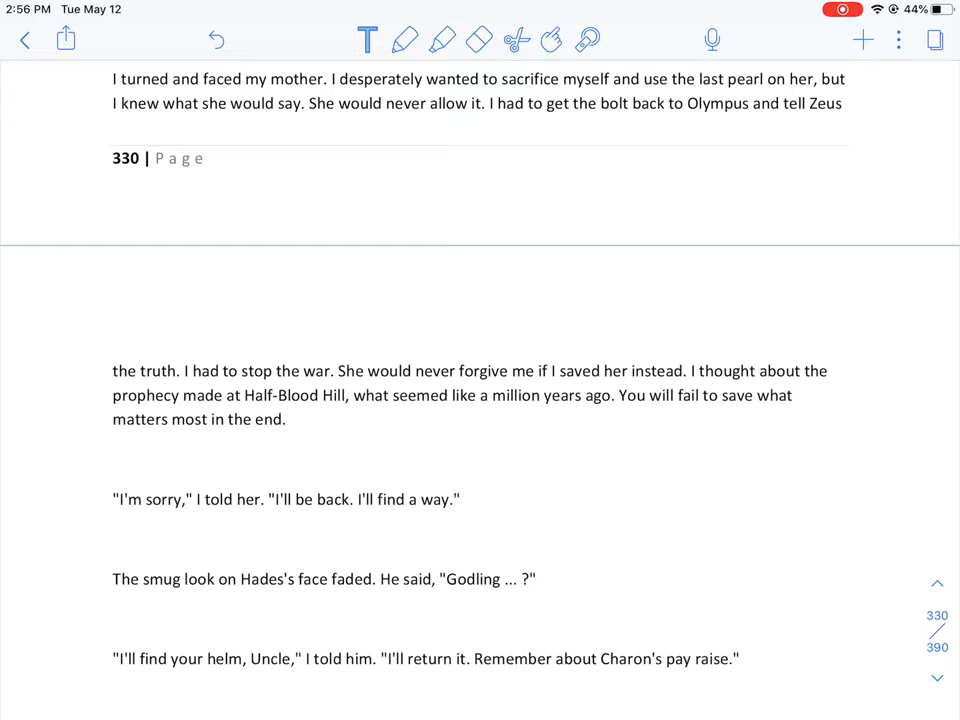 2:56 PM Tue May 12
44%
T
I turned and faced my mother. I desperately wanted to sacrifice myself and use the last pearl on her, but
I knew what she would say. She would never allow it. I had to get the bolt back to Olympus and tell Zeus
330 | Page
the truth. I had to stop the war. She would never forgive me if I saved her instead. I thought about the
prophecy made at Half-Blood Hill, what seemed like a million years ago. You will fail to save what
matters most in the end.
"I'm sorry," I told her. "I'll be back. I'll find a way."
The smug look on Hades's face faded. He said, "Godling ... ?"
330
390
"I'll find your helm, Uncle," I told him. "I'll return it. Remember about Charon's pay raise."